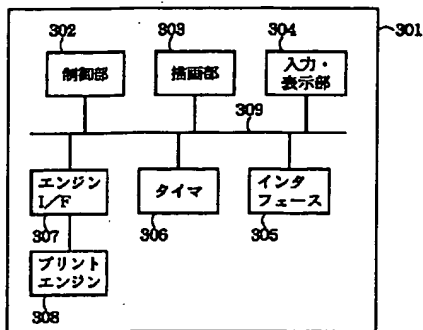 302
303
304
301
制御部
描画部
入力・
表示部
309
エンジン
I/F
タイマ
インタ
フェース
307
306
305
プリント
エンジン
308